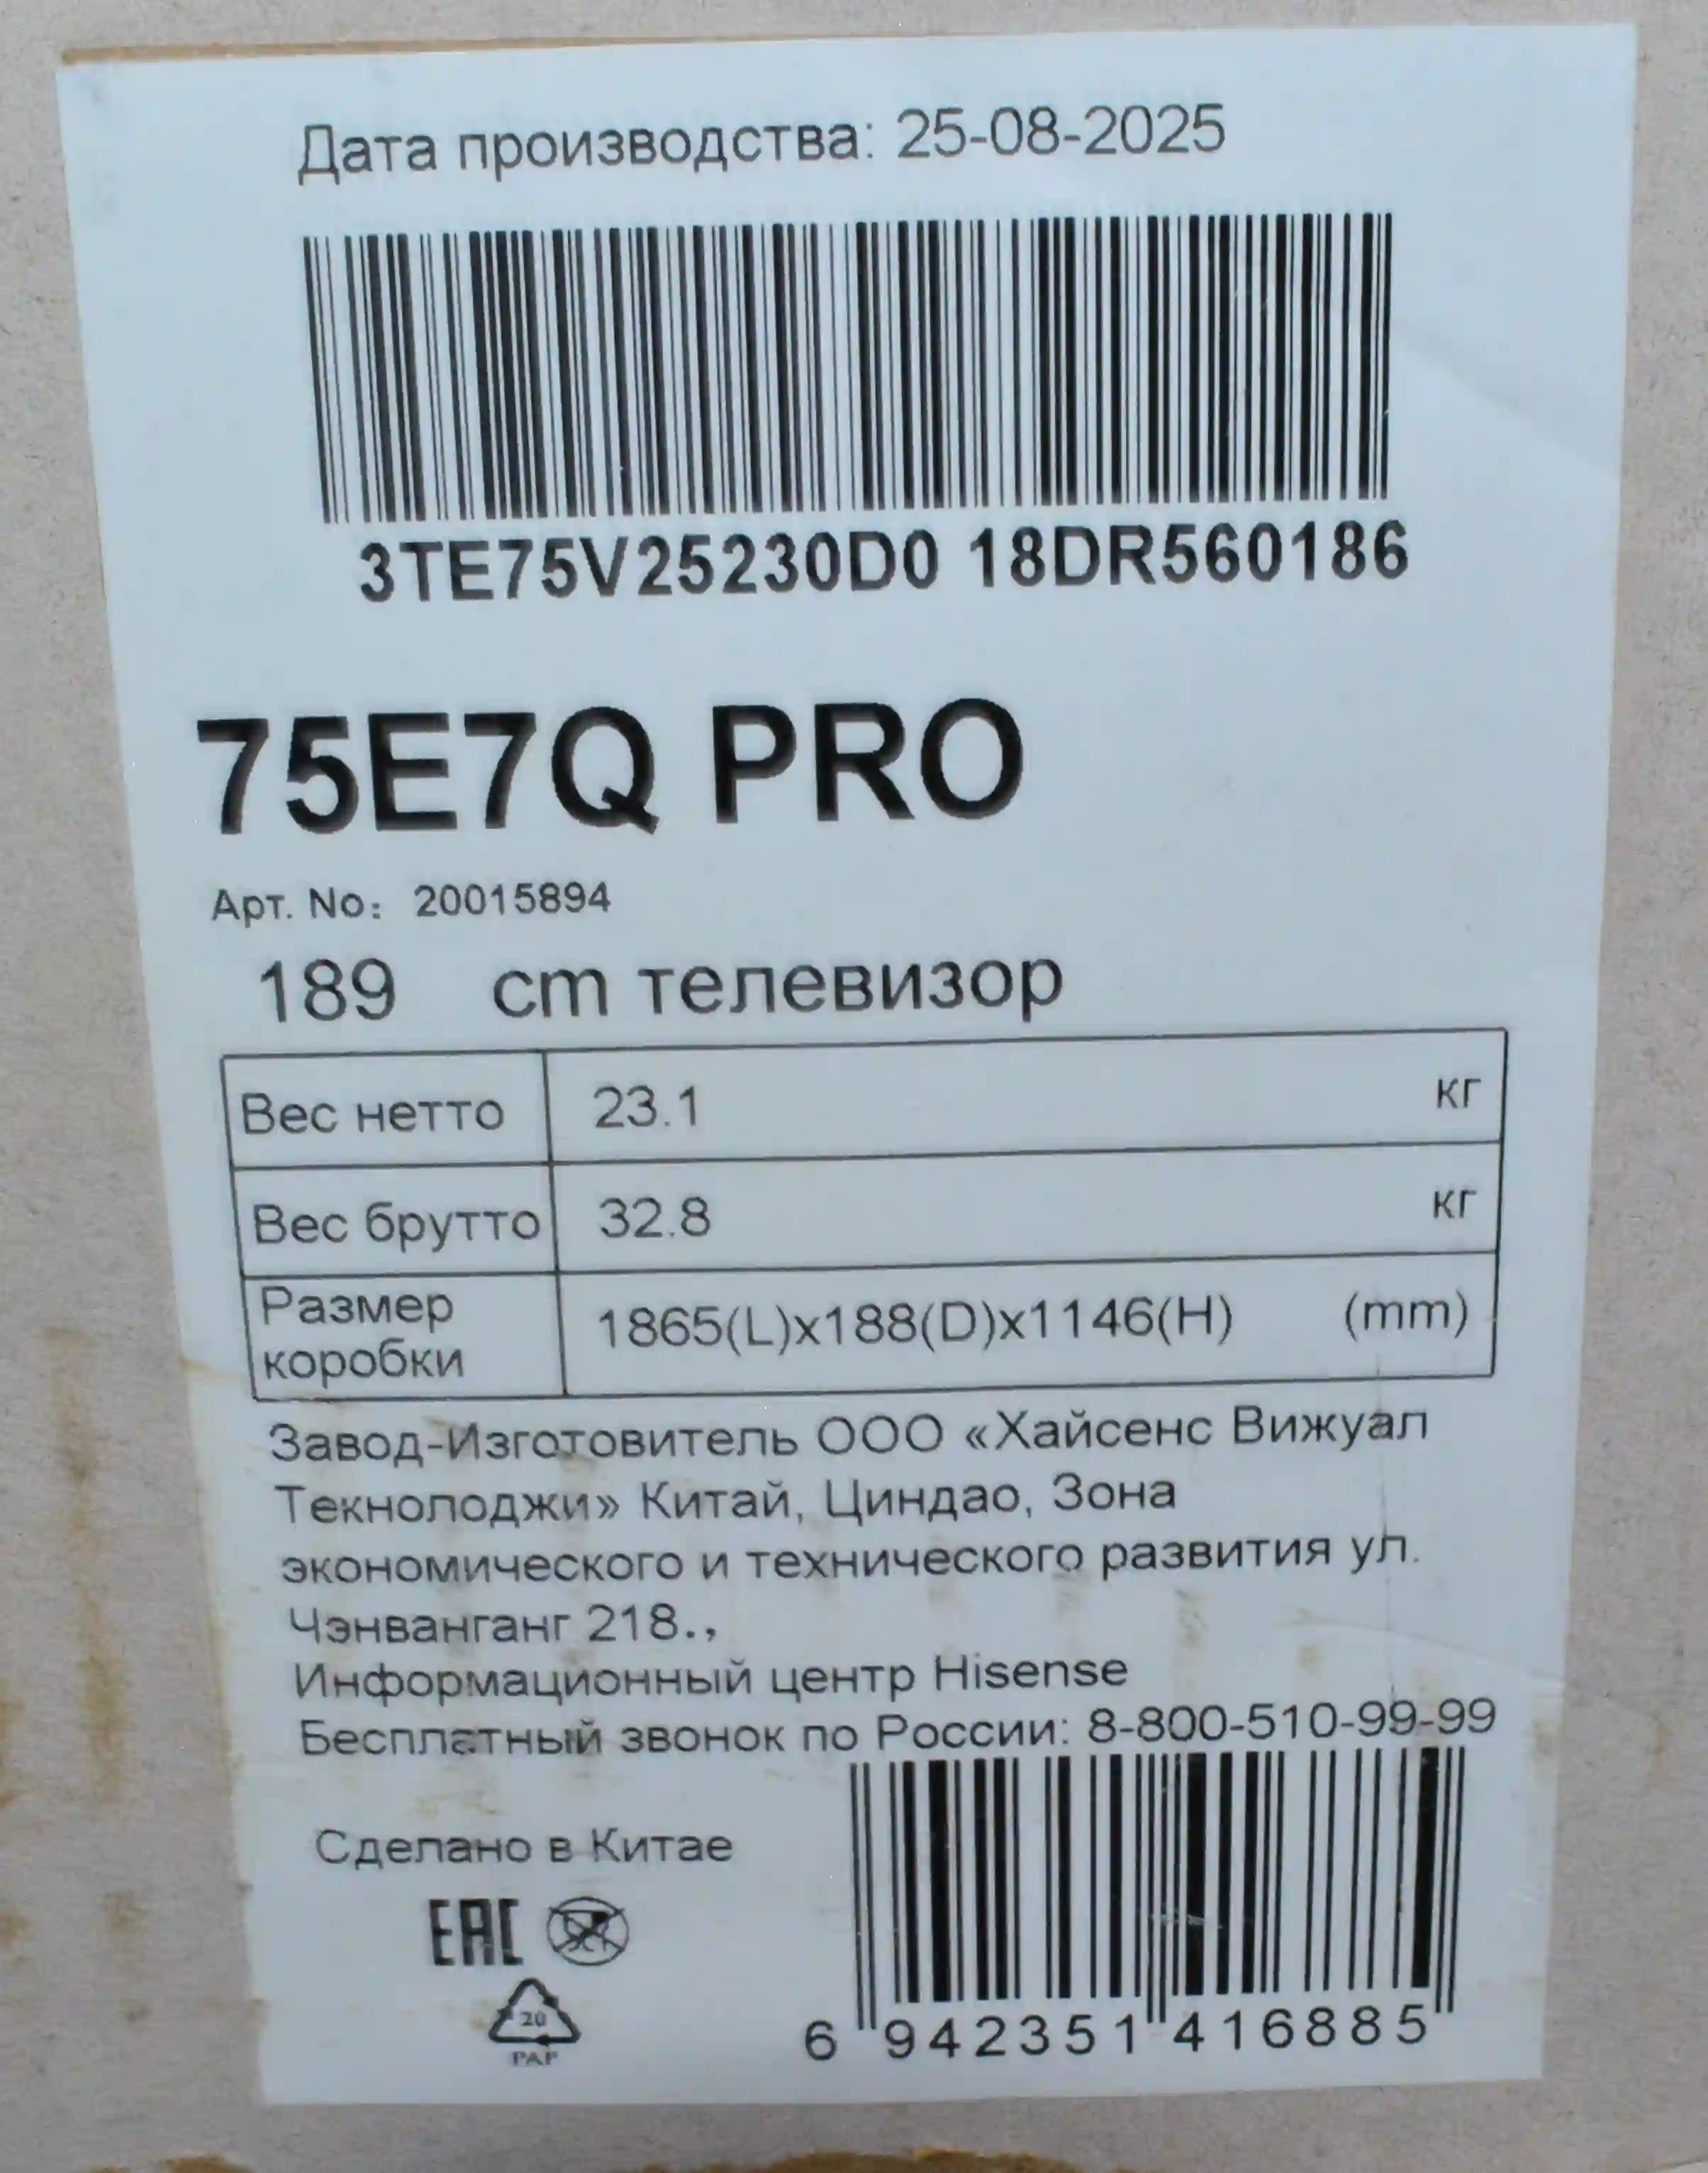 Дата производства: 25-08-2025
3TE75V25230D0 18DR560186
75E7Q PRO
Арт. No: 20015894
189 cm телевизор
Вес нетто 23.1 кг
Вес брутто 32.8 кг
Размер коробки 1865(L)x188(D)x1146(H) (mm)
Завод-Изготовитель ООО «Хайсенс Вижуал
Текнолоджи» Китай, Циндао, Зона
экономического и технического развития ул.
Чэнванганг 218.,
Информационный центр Hisense
Бесплатный звонок по России: 8-800-510-99-99
Сделано в Китае
EAC
20
PAP
6 942351 416885